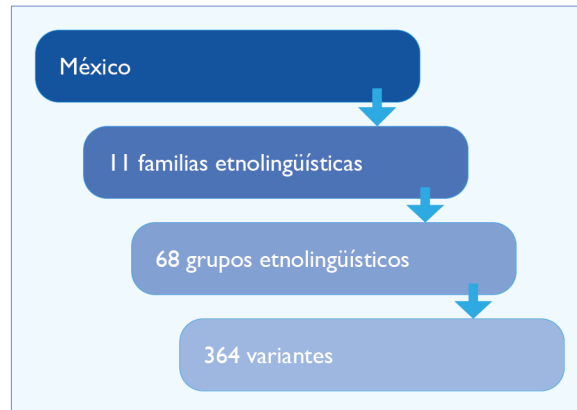 México
11 familias etnolingüísticas
68 grupos etnolingüísticos
364 variantes